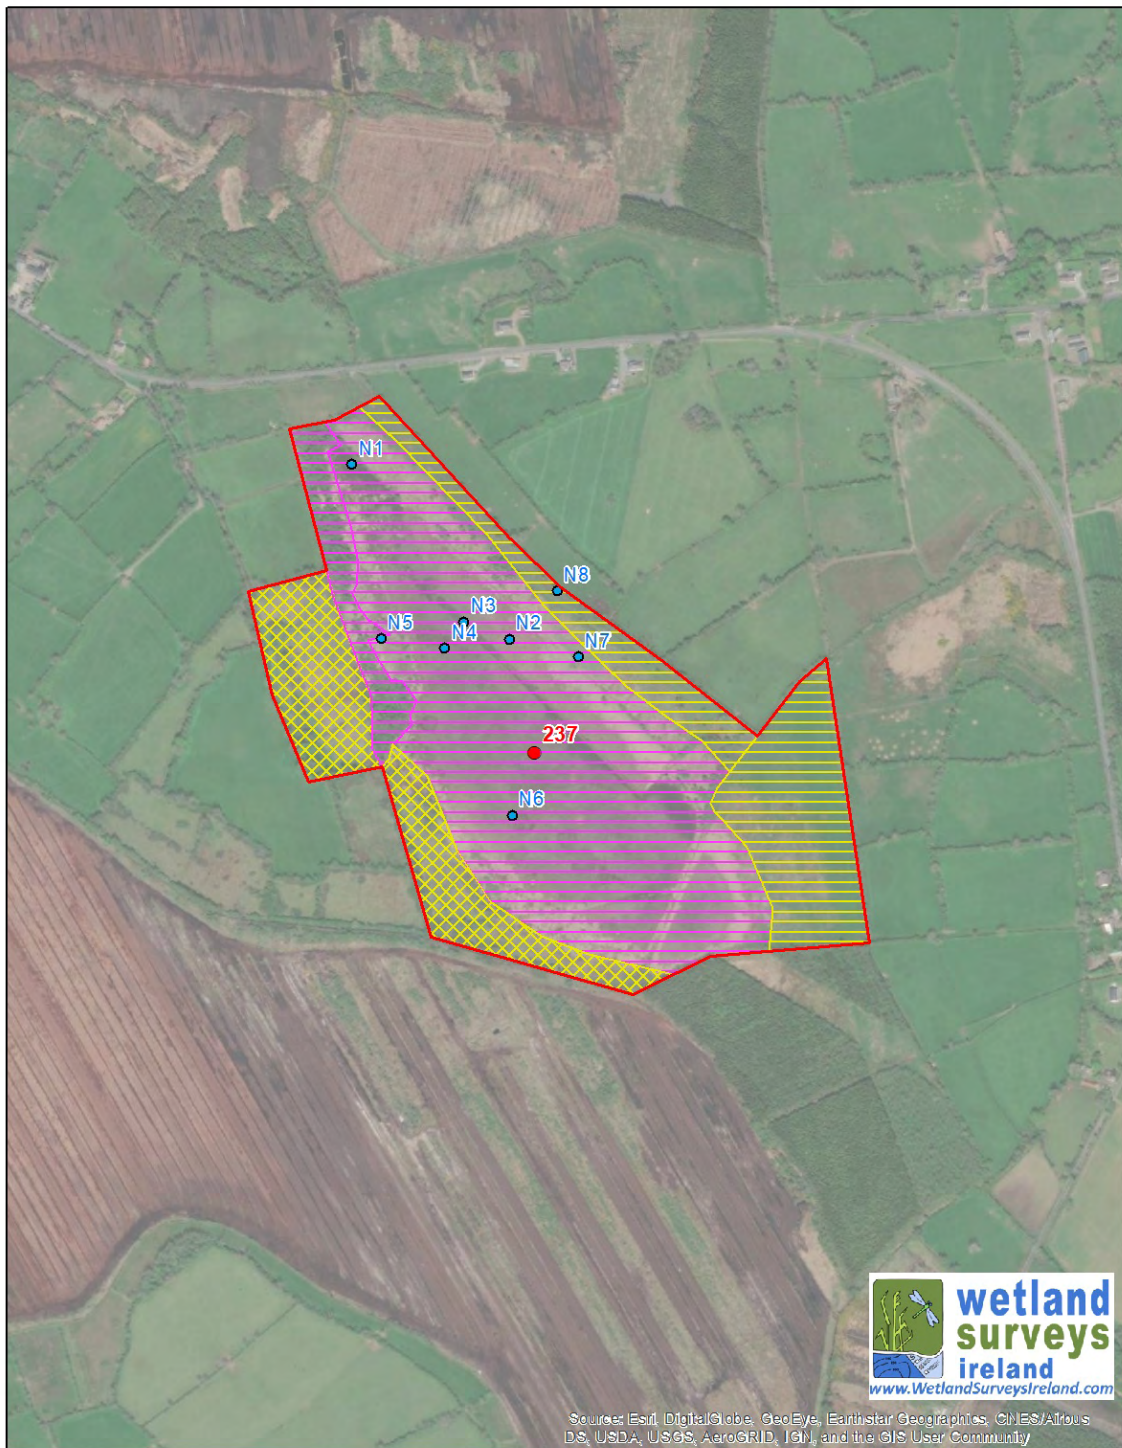 N1
N8
N3
N5
N4
N2
N7
237
N6
wetland
surveys
ireland
www.WetlandSurveysIreland.com
Source: Esri, DigitalGlobe, GeoEye, Earthstar Geographics, CNES/Airbus
DS, USDA, USGS, AeroGRID, IGN, and the GIS User Community